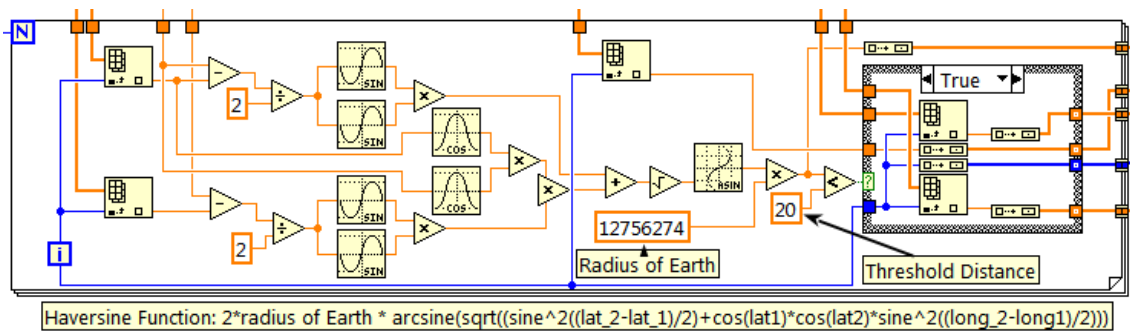 N
True
SIN
2
SIN
COS
COS
ASIN
SIN
20
?
2
12756274
SIN
i
Radius of Earth
Threshold Distance
Haversine Function: 2*radius of Earth * arcsine(sqrt((sine^2((lat_2-lat_1)/2)+cos(lat1)*cos(lat2)*sine^2((long_2-long1)/2)))